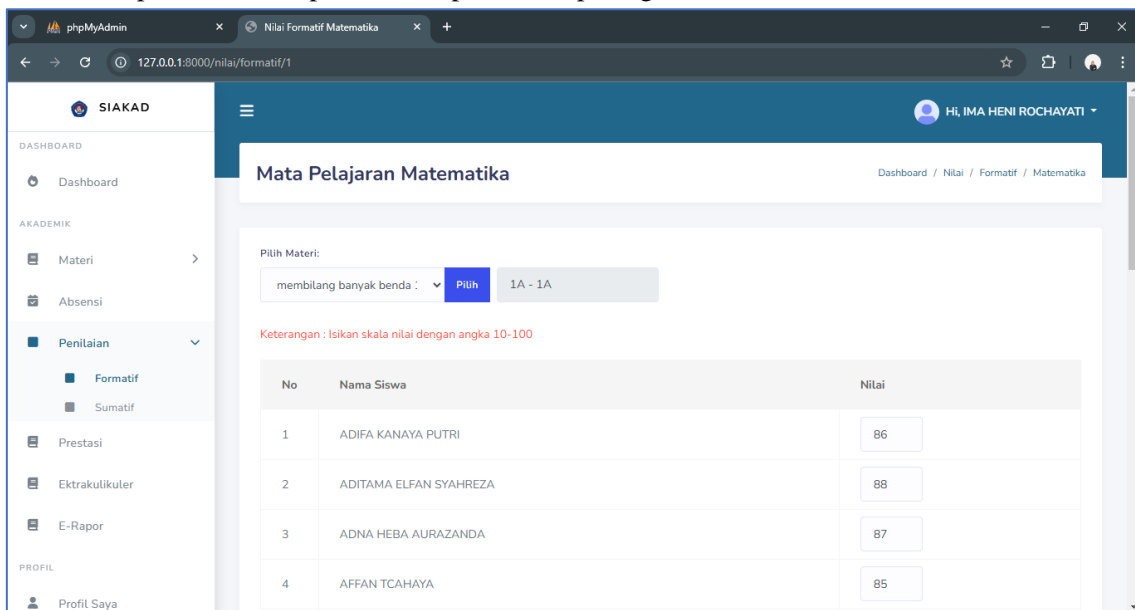 phpMyAdmin
Nilai Formatif Matematika
127.0.0.1:8000/nilai/formatif/1
SIAKAD
Hi, IMA HENI ROCHAYATI
DASHBOARD
Dashboard
Mata Pelajaran Matematika
Dashboard / Nilai / Formatif / Matematika
AKADEMIK
Materi
Absensi
Penilaian
Formatif
Sumatif
Prestasi
Ektrakulikuler
E-Rapor
PROFIL
Profil Saya
Pilih Materi:
membilang banyak benda Pilih 1A - 1A
Keterangan : Isikan skala nilai dengan angka 10-100
No Nama Siswa Nilai
1 ADIFA KANAYA PUTRI 86
2 ADITAMA ELFAN SYAHREZA 88
3 ADNA HEBA AURAZANDA 87
4 AFFAN TCAHAYA 85